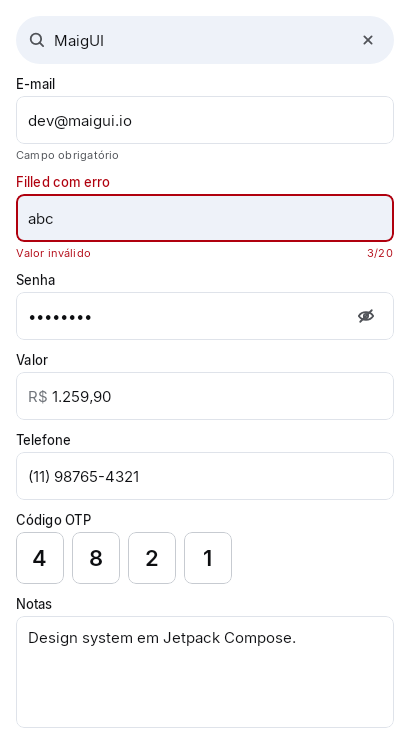 MaigUI
E-mail
dev@maigui.io
Campo obrigatório
Filled com erro
abc
Valor inválido 3/20
Senha
••••••••
Valor
R$ 1.259,90
Telefone
(11) 98765-4321
Código OTP
4 8 2 1
Notas
Design system em Jetpack Compose.